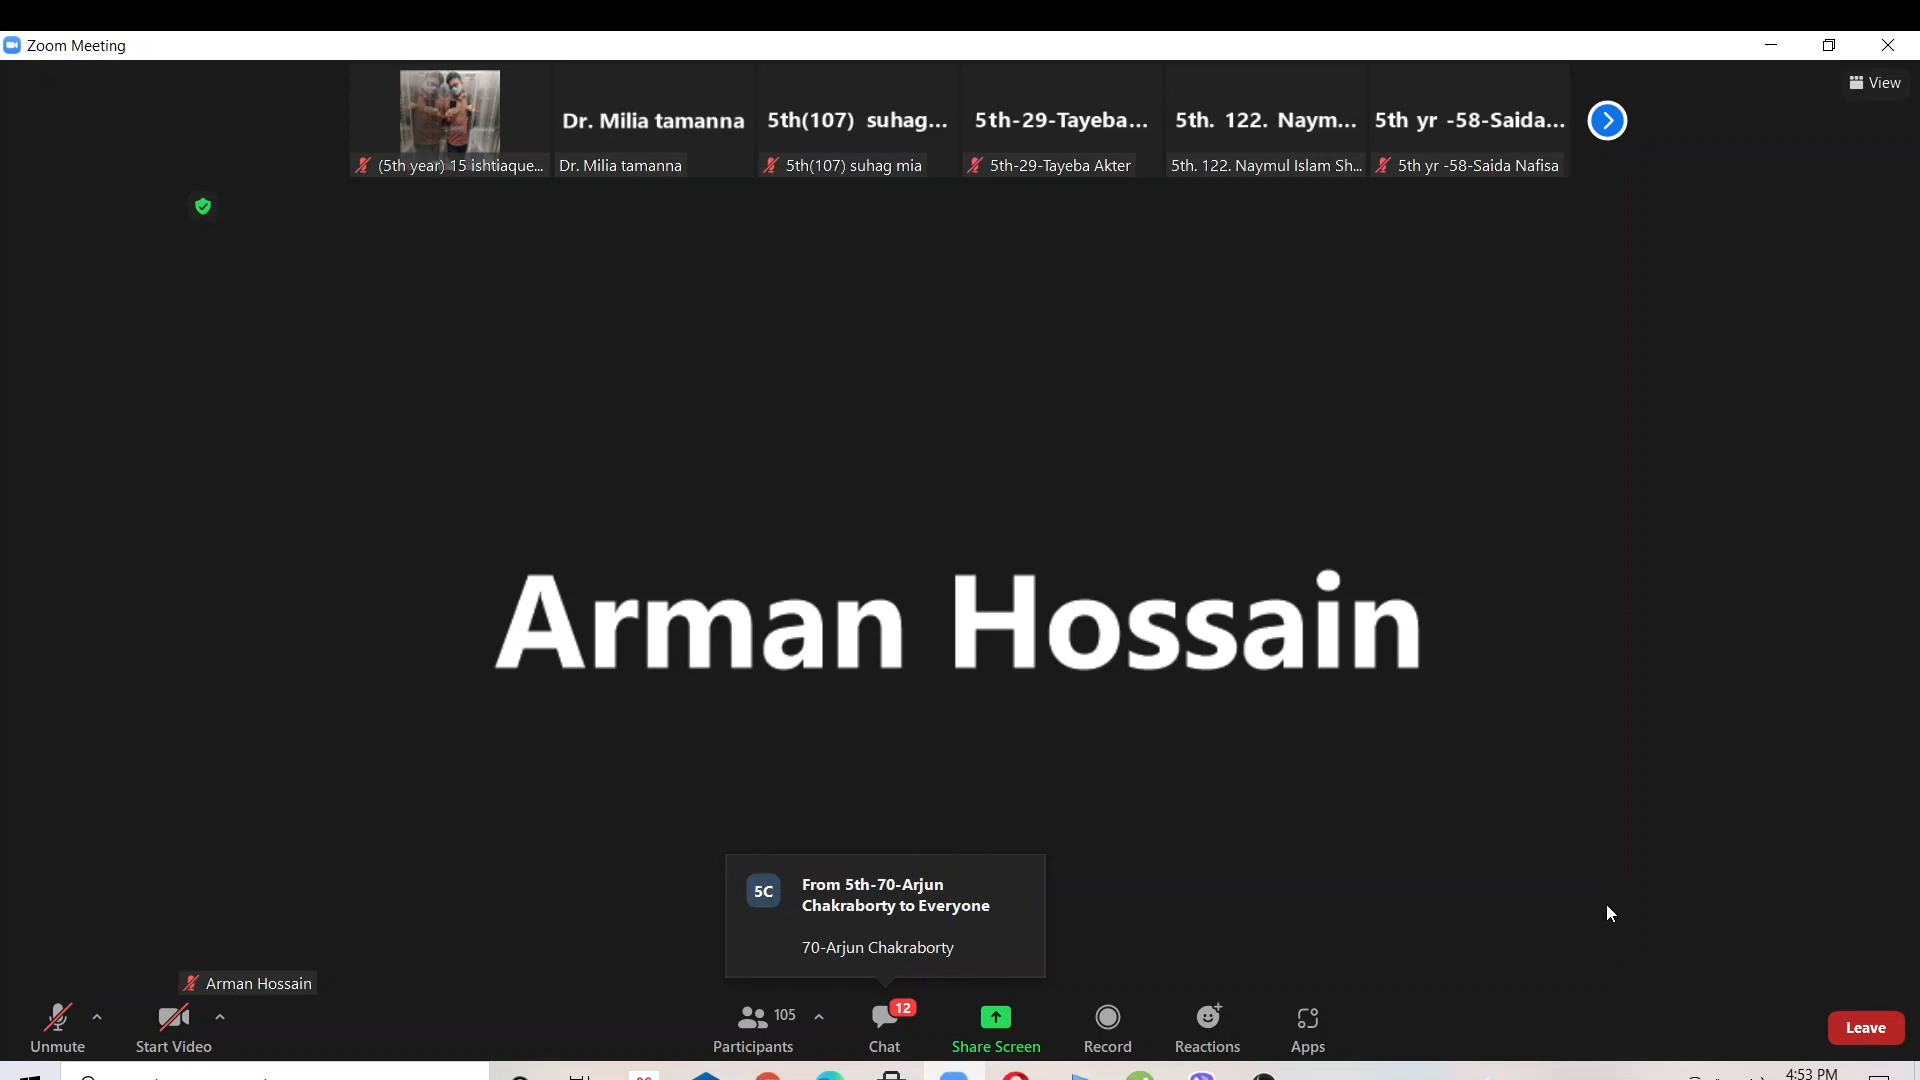 Zoom Meeting
View
Dr. Milia tamanna
5th(107) suhag...
5th-29-Tayeba...
5th. 122. Naym...
5th yr -58-Saida...
(5th year) 15 ishtiaque...
Dr. Milia tamanna
5th(107) suhag mia
5th-29-Tayeba Akter
5th. 122. Naymul Islam Sh...
5th yr -58-Saida Nafisa
Arman Hossain
5C
From 5th-70-Arjun
Chakraborty to Everyone
70-Arjun Chakraborty
Arman Hossain
105
12
Unmute
Start Video
Participants
Chat
Share Screen
Record
Reactions
Apps
Leave
4:53 PM